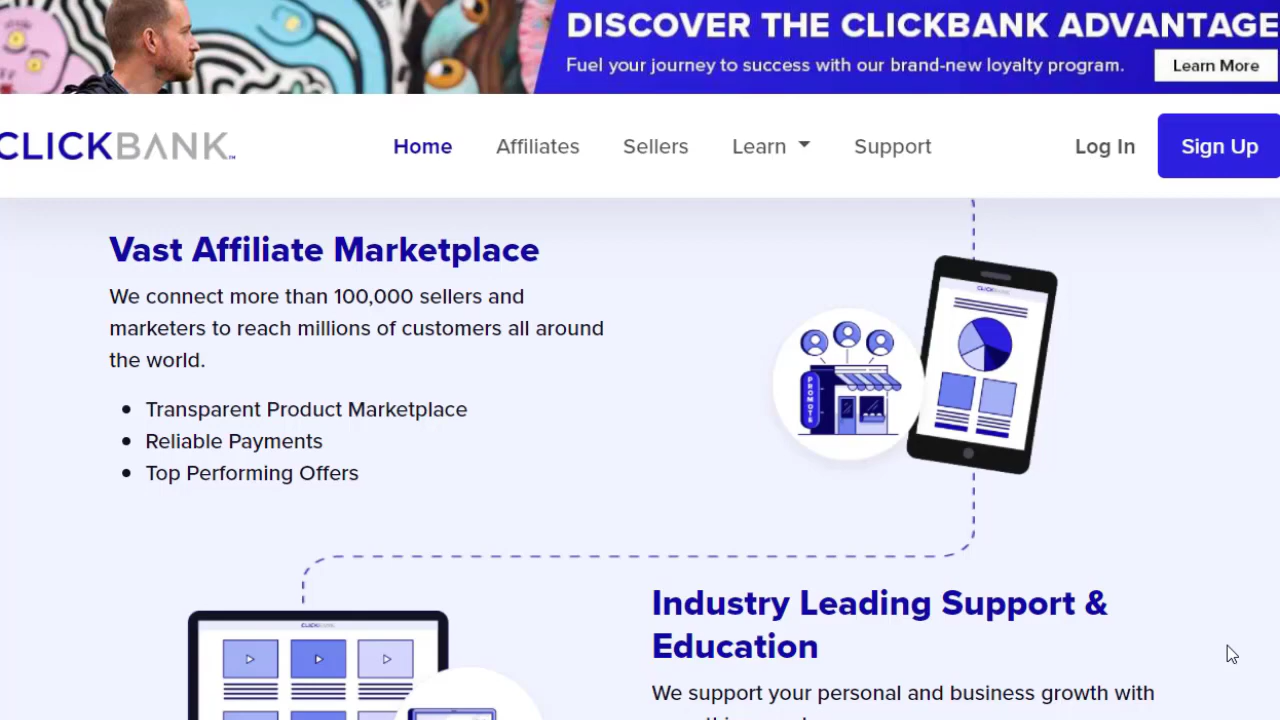 DISCOVER THE CLICKBANK ADVANTAGE
Fuel your journey to success with our brand-new loyalty program.
Learn More
CLICKBANK™
Home
Affiliates
Sellers
Learn
Support
Log In
Sign Up
Vast Affiliate Marketplace
We connect more than 100,000 sellers and
marketers to reach millions of customers all around
the world.
Transparent Product Marketplace
Reliable Payments
Top Performing Offers
PROMOTE
CLICKBANK
Industry Leading Support &
Education
CLICKBANK
We support your personal and business growth with